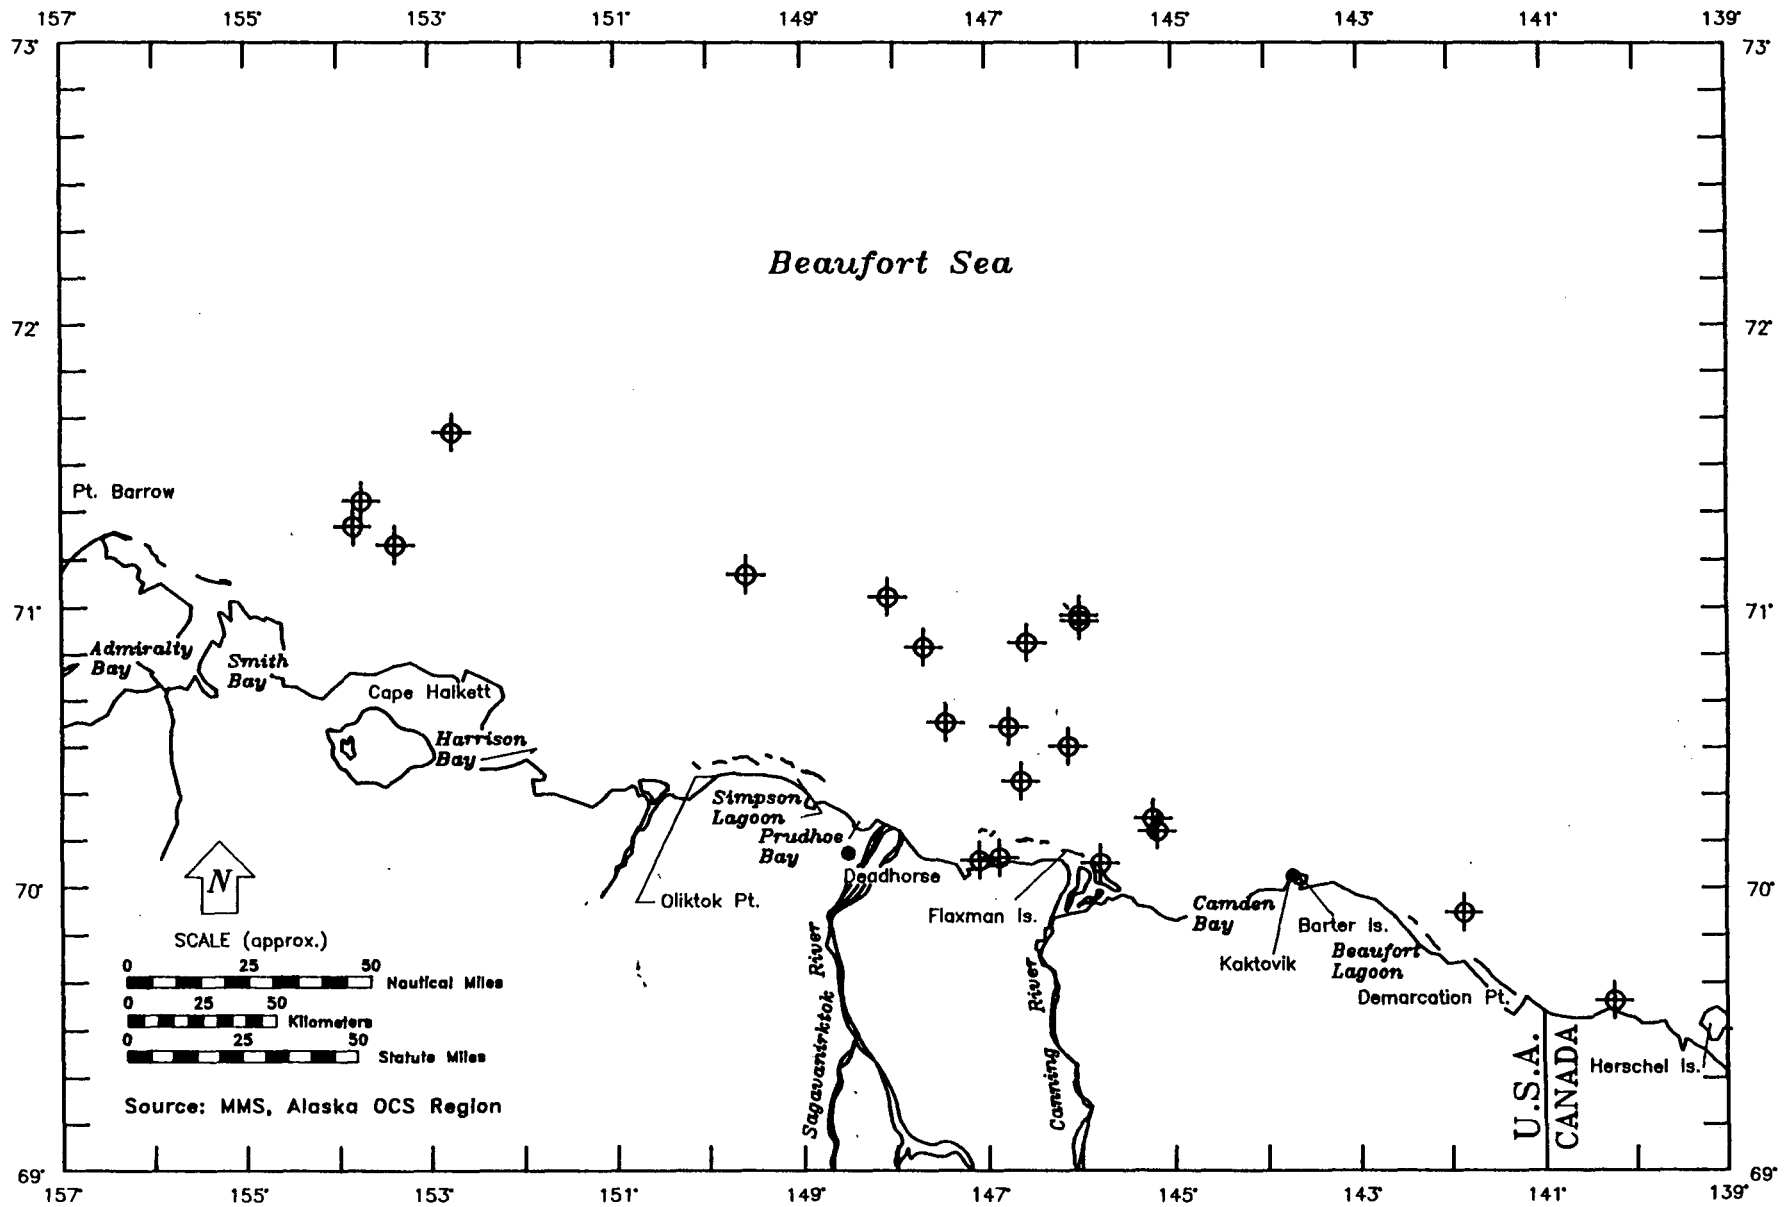 157° 155° 153° 151° 149° 147° 145° 143° 141° 139°
73° 73°
Beaufort Sea
72° 72°
Pt. Barrow
71° 71°
Admiralty
Bay
Smith
Bay
Cape Halkett
Harrison
Bay
Simpson
Lagoon
Prudhoe
Bay
Deadhorse
70° 70°
N
Oliktok Pt.
Flaxman Is.
Camden
Bay
Barter Is.
Kaktovik
Beaufort
Lagoon
Demarcation Pt.
SCALE (approx.)
0 25 50
Nautical Miles
0 25 50
Kilometers
0 50
Statute Miles
Sagavanirktok River
Canning River
U.S.A.
CANADA
Herschel Is.
Source: MMS, Alaska OCS Region
69° 69°
157° 155° 153° 151° 149° 147° 145° 143° 141° 139°